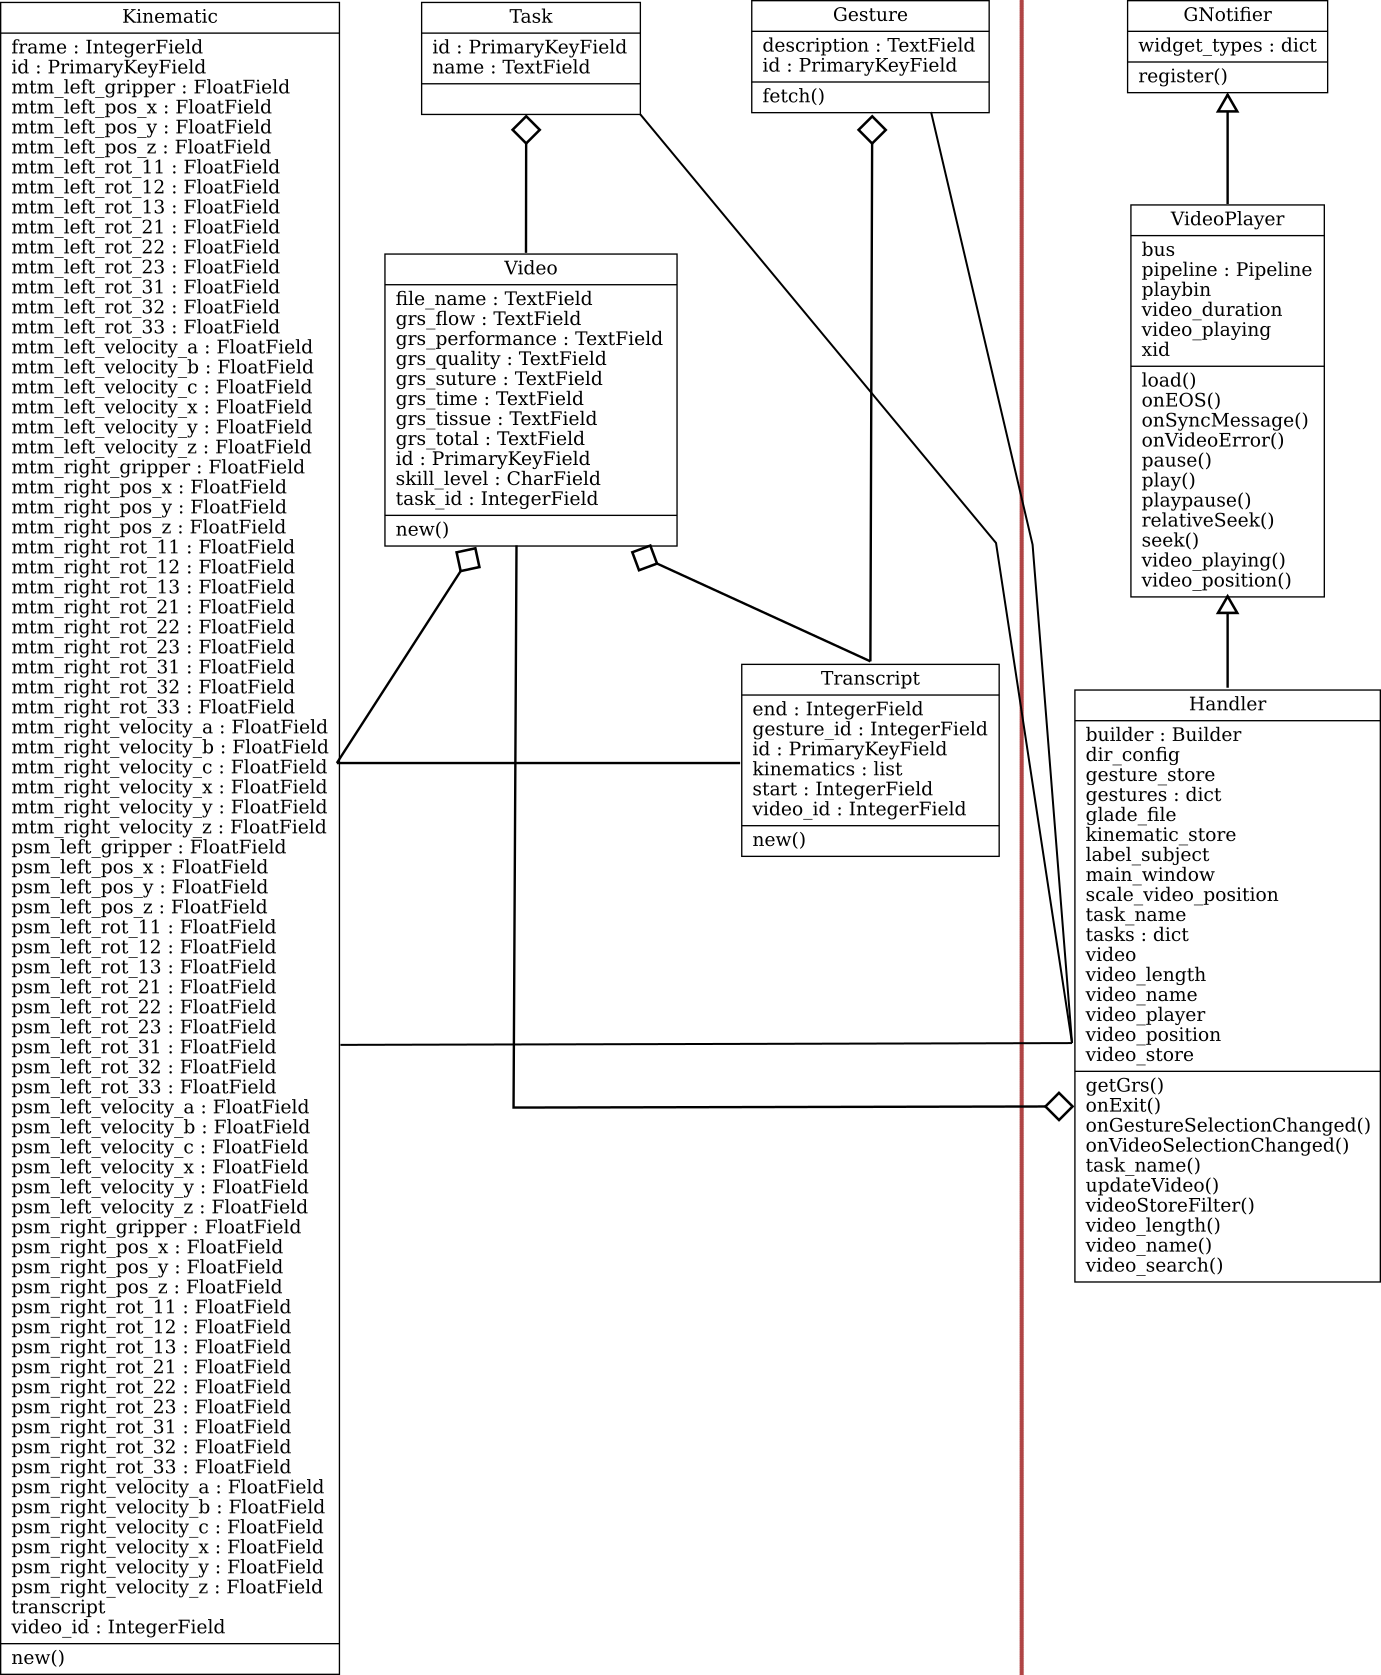 Kinematic
frame : IntegerField
id : PrimaryKeyField
mtm_left_gripper : FloatField
mtm_left_pos_x : FloatField
mtm_left_pos_y : FloatField
mtm_left_pos_z : FloatField
mtm_left_rot_11 : FloatField
mtm_left_rot_12 : FloatField
mtm_left_rot_13 : FloatField
mtm_left_rot_21 : FloatField
mtm_left_rot_22 : FloatField
mtm_left_rot_23 : FloatField
mtm_left_rot_31 : FloatField
mtm_left_rot_32 : FloatField
mtm_left_rot_33 : FloatField
mtm_left_velocity_a : FloatField
mtm_left_velocity_b : FloatField
mtm_left_velocity_c : FloatField
mtm_left_velocity_x : FloatField
mtm_left_velocity_y : FloatField
mtm_left_velocity_z : FloatField
mtm_right_gripper : FloatField
mtm_right_pos_x : FloatField
mtm_right_pos_y : FloatField
mtm_right_pos_z : FloatField
mtm_right_rot_11 : FloatField
mtm_right_rot_12 : FloatField
mtm_right_rot_13 : FloatField
mtm_right_rot_21 : FloatField
mtm_right_rot_22 : FloatField
mtm_right_rot_23 : FloatField
mtm_right_rot_31 : FloatField
mtm_right_rot_32 : FloatField
mtm_right_rot_33 : FloatField
mtm_right_velocity_a : FloatField
mtm_right_velocity_b : FloatField
mtm_right_velocity_c : FloatField
mtm_right_velocity_x : FloatField
mtm_right_velocity_y : FloatField
mtm_right_velocity_z : FloatField
psm_left_gripper : FloatField
psm_left_pos_x : FloatField
psm_left_pos_y : FloatField
psm_left_pos_z : FloatField
psm_left_rot_11 : FloatField
psm_left_rot_12 : FloatField
psm_left_rot_13 : FloatField
psm_left_rot_21 : FloatField
psm_left_rot_22 : FloatField
psm_left_rot_23 : FloatField
psm_left_rot_31 : FloatField
psm_left_rot_32 : FloatField
psm_left_rot_33 : FloatField
psm_left_velocity_a : FloatField
psm_left_velocity_b : FloatField
psm_left_velocity_c : FloatField
psm_left_velocity_x : FloatField
psm_left_velocity_y : FloatField
psm_left_velocity_z : FloatField
psm_right_gripper : FloatField
psm_right_pos_x : FloatField
psm_right_pos_y : FloatField
psm_right_pos_z : FloatField
psm_right_rot_11 : FloatField
psm_right_rot_12 : FloatField
psm_right_rot_13 : FloatField
psm_right_rot_21 : FloatField
psm_right_rot_22 : FloatField
psm_right_rot_23 : FloatField
psm_right_rot_31 : FloatField
psm_right_rot_32 : FloatField
psm_right_rot_33 : FloatField
psm_right_velocity_a : FloatField
psm_right_velocity_b : FloatField
psm_right_velocity_c : FloatField
psm_right_velocity_x : FloatField
psm_right_velocity_y : FloatField
psm_right_velocity_z : FloatField
transcript
video_id : IntegerField
new()
Task
id : PrimaryKeyField
name : TextField
Video
file_name : TextField
grs_flow : TextField
grs_performance : TextField
grs_quality : TextField
grs_suture : TextField
grs_time : TextField
grs_tissue : TextField
grs_total : TextField
id : PrimaryKeyField
skill_level : CharField
task_id : IntegerField
new()
Gesture
description : TextField
id : PrimaryKeyField
fetch()
Transcript
end : IntegerField
gesture_id : IntegerField
id : PrimaryKeyField
kinematics : list
start : IntegerField
video_id : IntegerField
new()
GNotifier
widget_types : dict
register()
VideoPlayer
bus
pipeline : Pipeline
playbin
video_duration
video_playing
xid
load()
onEOS()
onSyncMessage()
onVideoError()
pause()
play()
playpause()
relativeSeek()
seek()
video_playing()
video_position()
Handler
builder : Builder
dir_config
gesture_store
gestures : dict
glade_file
kinematic_store
label_subject
main_window
scale_video_position
task_name
tasks : dict
video
video_length
video_name
video_player
video_position
video_store
getGrs()
onExit()
onGestureSelectionChanged()
onVideoSelectionChanged()
task_name()
updateVideo()
videoStoreFilter()
video_length()
video_name()
video_search()